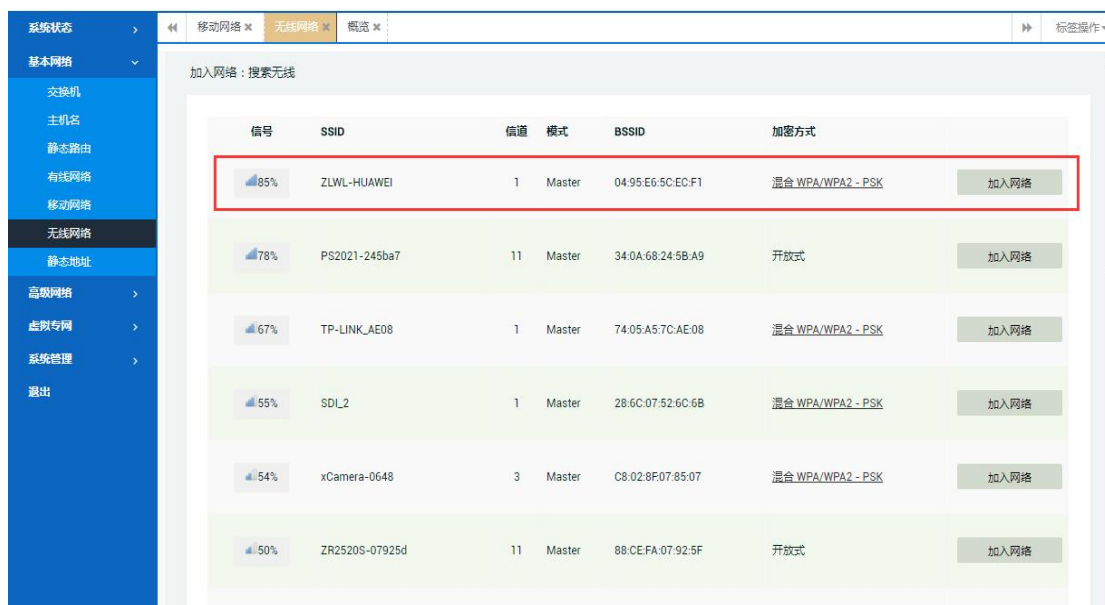 系统状态
基本网络
交换机
主机名
静态路由
有线网络
移动网络
无线网络
静态地址
高级网络
虚拟专网
系统管理
退出
移动网络 无线网络 概览 标签操作
加入网络：搜索无线
信号 SSID 信道 模式 BSSID 加密方式
85% ZLWL-HUAWEI 1 Master 04:95:E6:5C:EC:F1 混合 WPA/WPA2 - PSK 加入网络
78% PS2021-245ba7 11 Master 34:0A:68:24:5B:A9 开放式 加入网络
67% TP-LINK_AE08 1 Master 74:05:A5:7C:AE:08 混合 WPA/WPA2 - PSK 加入网络
55% SDI_2 1 Master 28:6C:07:52:6C:6B 混合 WPA/WPA2 - PSK 加入网络
54% xCamera-0648 3 Master C8:02:8F:07:85:07 混合 WPA/WPA2 - PSK 加入网络
50% ZR2520S-07925d 11 Master 88:CE:FA:07:92:5F 开放式 加入网络